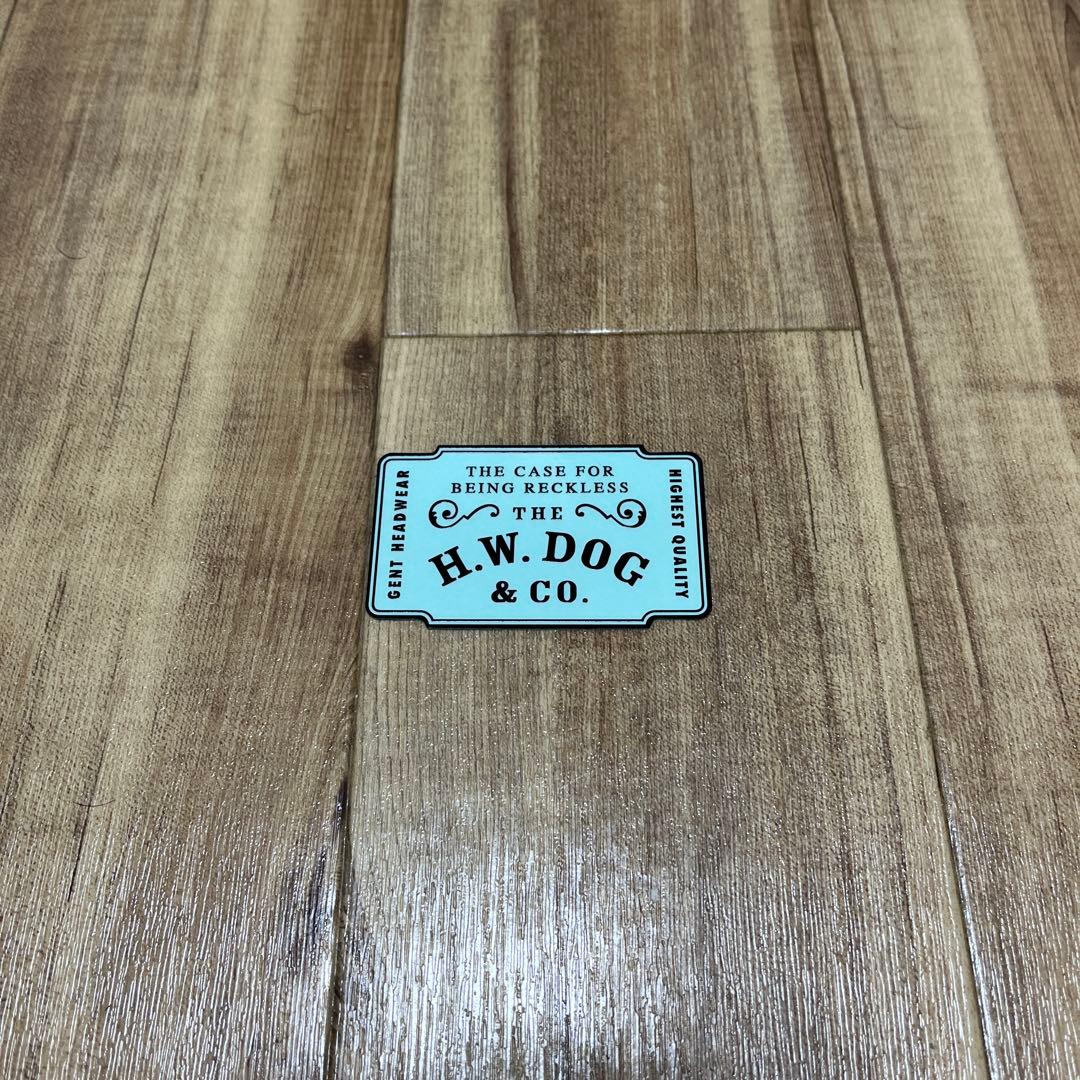 THE CASE FOR
BEING RECKLESS
THE
H.W. DOG
& CO.
GENT HEADWEAR
HIGHEST QUALITY